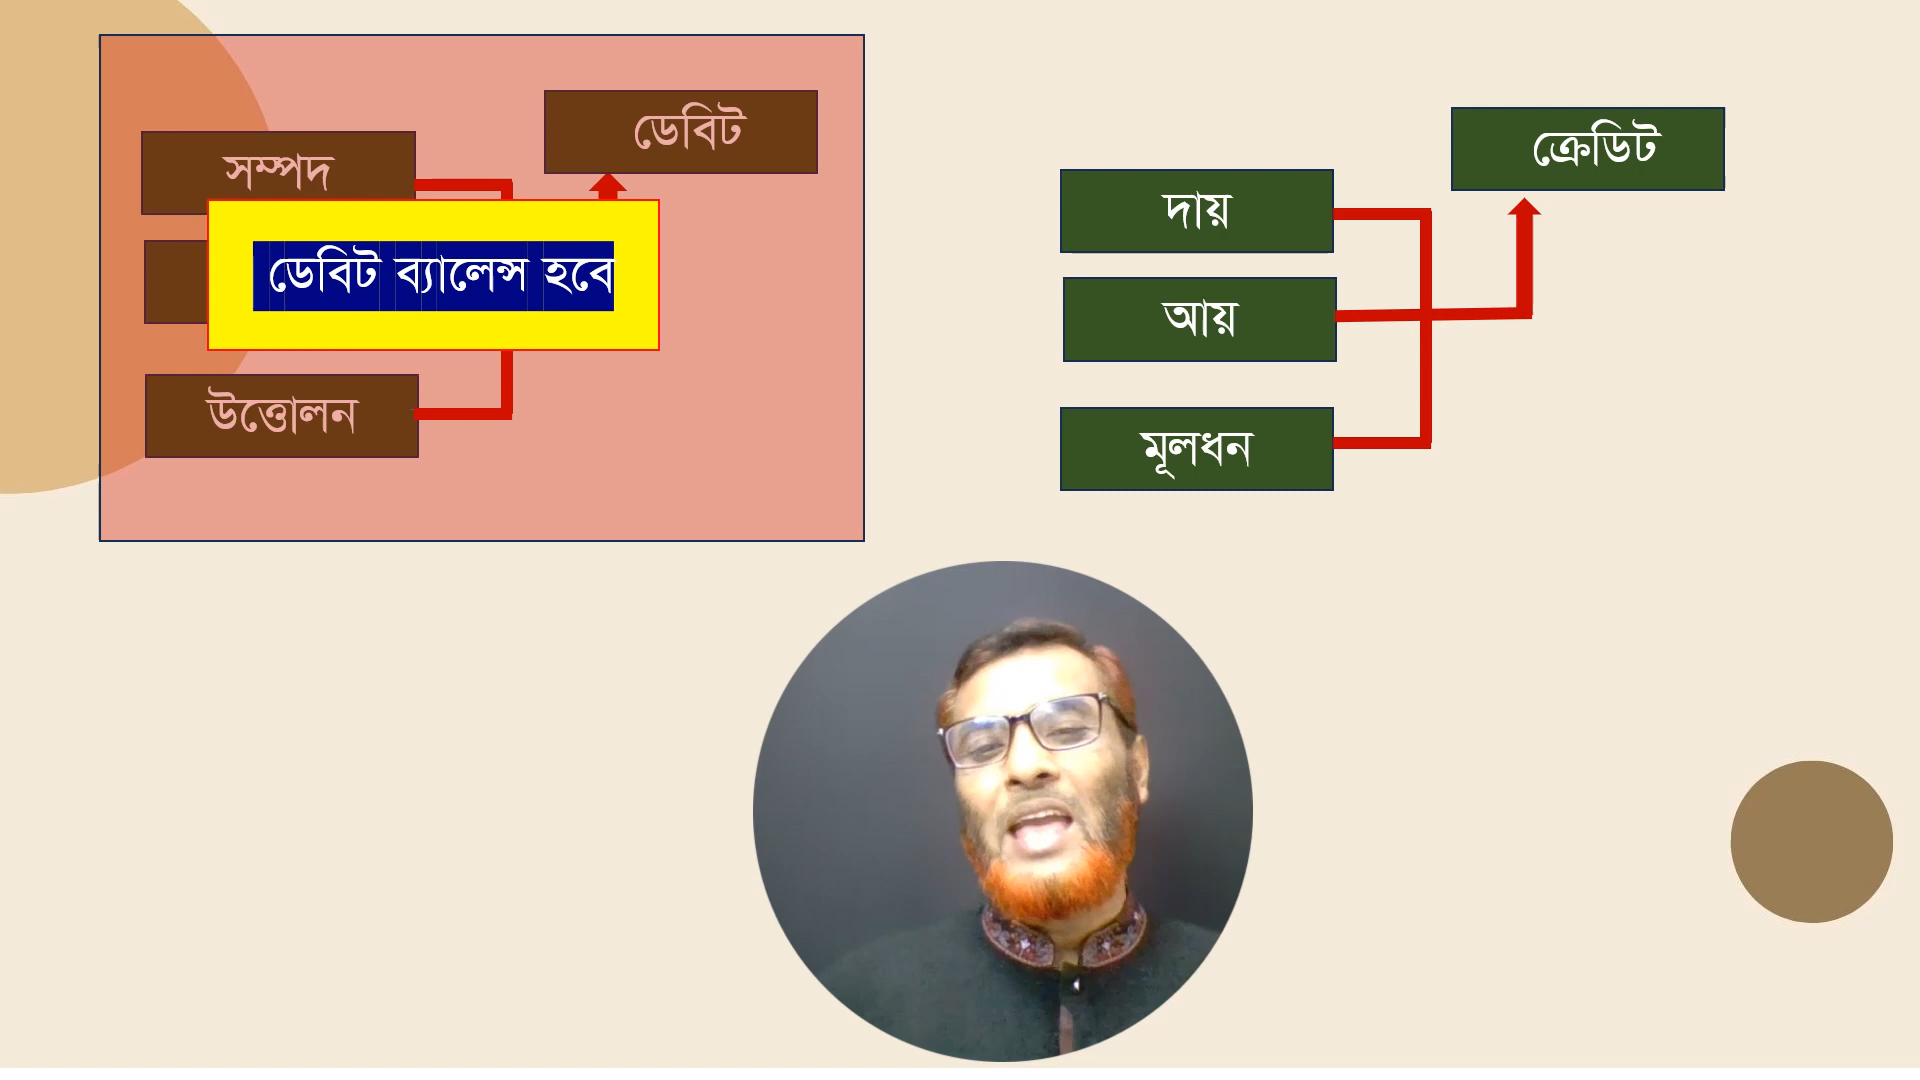 ডেবিট
সম্পদ
ডেবিট ব্যালেন্স হবে
উত্তোলন
ক্রেডিট
দায়
আয়
মূলধন